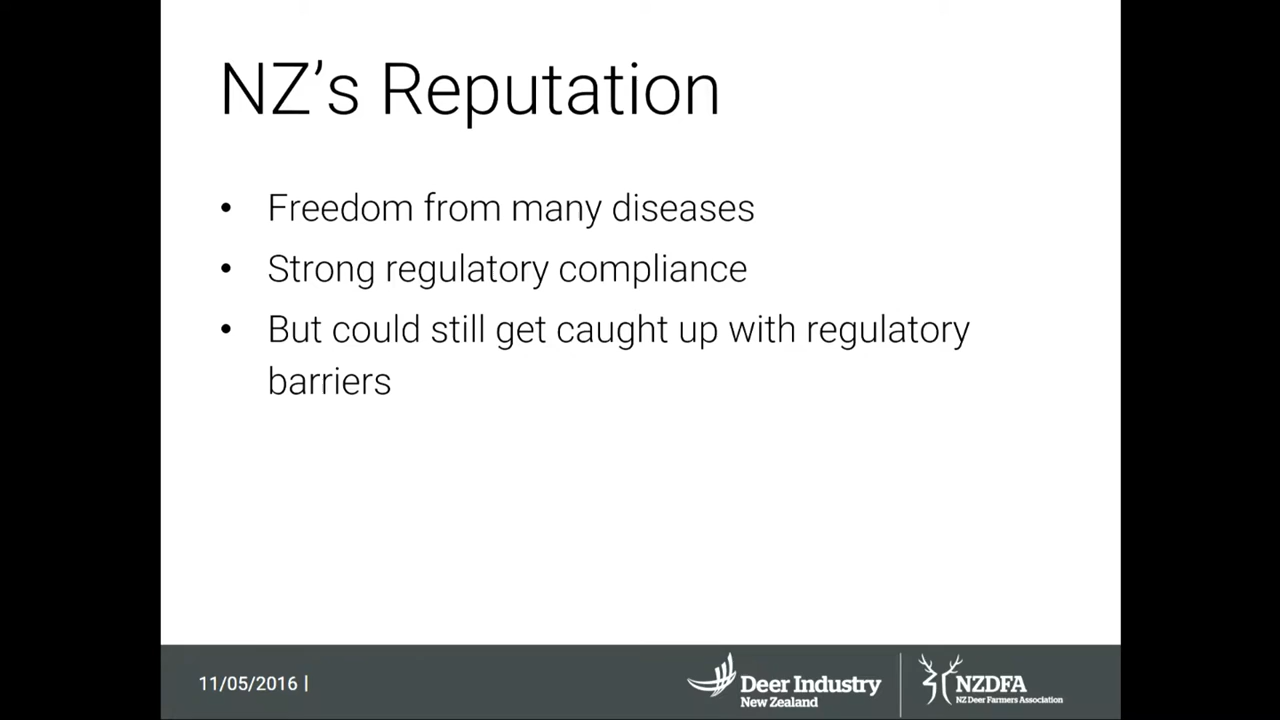 NZ’s Reputation
• Freedom from many diseases
• Strong regulatory compliance
• But could still get caught up with regulatory
barriers
11/05/2016 |
Deer Industry
New Zealand
NZDFA
NZ Deer Farmers Association